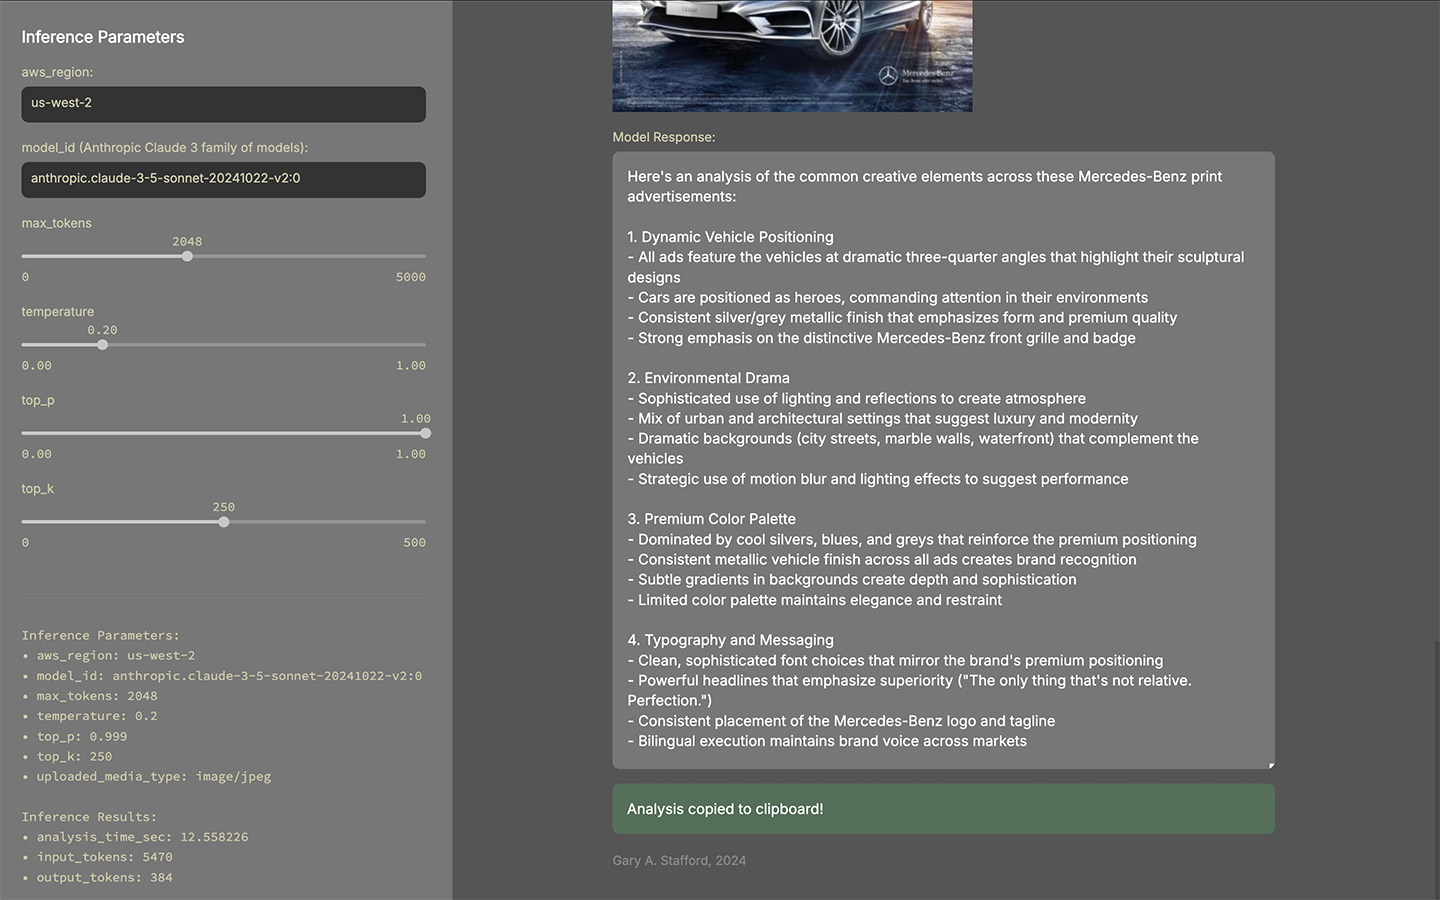 Inference Parameters
aws_region:
us-west-2
model_id (Anthropic Claude 3 family of models):
anthropic.claude-3-5-sonnet-20241022-v2:0
max_tokens
2048
0 5000
temperature
0.20
0.00 1.00
top_p
1.00
0.00 1.00
top_k
250
0 500
Inference Parameters:
• aws_region: us-west-2
• model_id: anthropic.claude-3-5-sonnet-20241022-v2:0
• max_tokens: 2048
• temperature: 0.2
• top_p: 0.999
• top_k: 250
• uploaded_media_type: image/jpeg
Inference Results:
• analysis_time_sec: 12.558226
• input_tokens: 5470
• output_tokens: 384
Mercedes-Benz
Model Response:
Here's an analysis of the common creative elements across these Mercedes-Benz print
advertisements:
1. Dynamic Vehicle Positioning
- All ads feature the vehicles at dramatic three-quarter angles that highlight their sculptural
designs
- Cars are positioned as heroes, commanding attention in their environments
- Consistent silver/grey metallic finish that emphasizes form and premium quality
- Strong emphasis on the distinctive Mercedes-Benz front grille and badge
2. Environmental Drama
- Sophisticated use of lighting and reflections to create atmosphere
- Mix of urban and architectural settings that suggest luxury and modernity
- Dramatic backgrounds (city streets, marble walls, waterfront) that complement the
vehicles
- Strategic use of motion blur and lighting effects to suggest performance
3. Premium Color Palette
- Dominated by cool silvers, blues, and greys that reinforce the premium positioning
- Consistent metallic vehicle finish across all ads creates brand recognition
- Subtle gradients in backgrounds create depth and sophistication
- Limited color palette maintains elegance and restraint
4. Typography and Messaging
- Clean, sophisticated font choices that mirror the brand's premium positioning
- Powerful headlines that emphasize superiority ("The only thing that's not relative.
Perfection.")
- Consistent placement of the Mercedes-Benz logo and tagline
- Bilingual execution maintains brand voice across markets
Analysis copied to clipboard!
Gary A. Stafford, 2024